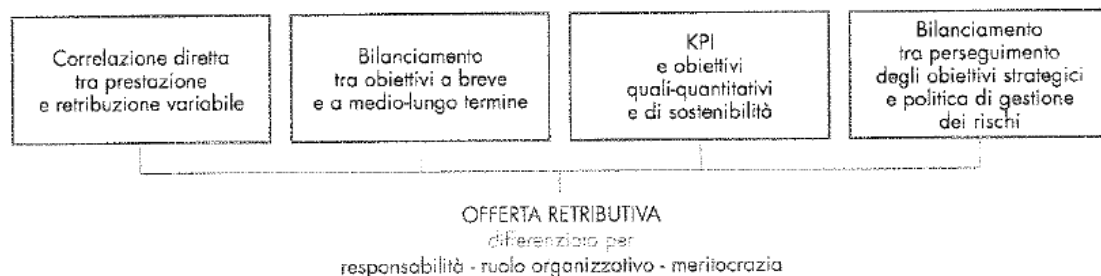 Correlazione diretta
tra prestazione
e retribuzione variabile
Bilanciamento
tra obiettivi a breve
e a medio-lungo termine
KPI
e obiettivi
quali-quantitativi
e di sostenibilità
Bilanciamento
tra perseguimento
degli obiettivi strategici
e politica di gestione
dei rischi
OFFERTA RETRIBUTIVA
differenziata per
responsabilità - ruolo organizzativo - meritocrazia